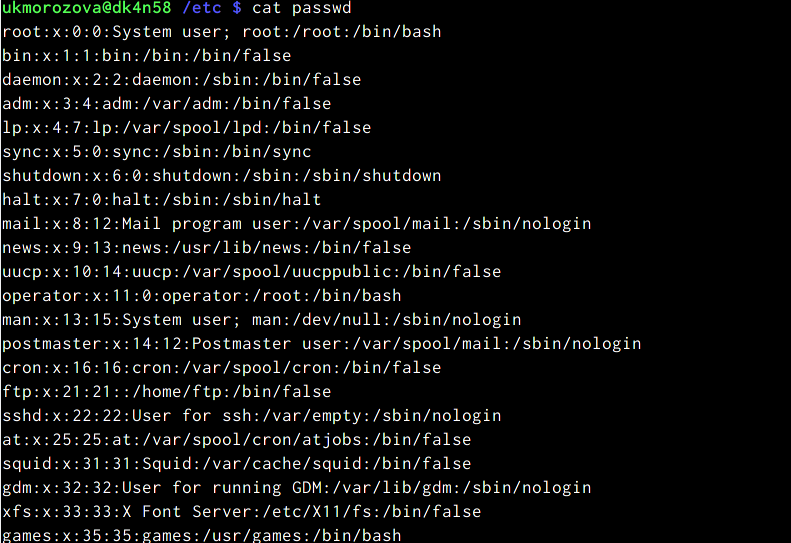 ukmorozova@dk4n58 /etc $ cat passwd
root:x:0:0:System user; root:/root:/bin/bash
bin:x:1:1:bin:/bin:/bin/false
daemon:x:2:2:daemon:/sbin:/bin/false
adm:x:3:4:adm:/var/adm:/bin/false
lp:x:4:7:lp:/var/spool/lpd:/bin/false
sync:x:5:0:sync:/sbin:/bin/sync
shutdown:x:6:0:shutdown:/sbin:/sbin/shutdown
halt:x:7:0:halt:/sbin:/sbin/halt
mail:x:8:12:Mail program user:/var/spool/mail:/sbin/nologin
news:x:9:13:news:/usr/lib/news:/bin/false
uucp:x:10:14:uucp:/var/spool/uucppublic:/bin/false
operator:x:11:0:operator:/root:/bin/bash
man:x:13:15:System user; man:/dev/null:/sbin/nologin
postmaster:x:14:12:Postmaster user:/var/spool/mail:/sbin/nologin
cron:x:16:16:cron:/var/spool/cron:/bin/false
ftp:x:21:21::/home/ftp:/bin/false
sshd:x:22:22:User for ssh:/var/empty:/sbin/nologin
at:x:25:25:at:/var/spool/cron/atjobs:/bin/false
squid:x:31:31:Squid:/var/cache/squid:/bin/false
gdm:x:32:32:User for running GDM:/var/lib/gdm:/sbin/nologin
xfs:x:33:33:X Font Server:/etc/X11/fs:/bin/false
games:x:35:35:games:/usr/games:/bin/bash